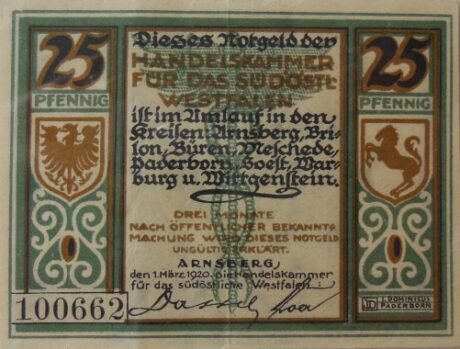 25
PFENNIG
25
PFENNIG
Dieses Notgeld der
HANDELSKAMMER
FÜR DAS SÜDÖSTL
WESTFALEN
ist im Umlauf in den
Kreisen Arnsberg, Bri-
lon, Büren, Meschede,
Paderborn, Soest, War-
burg u. Wittgenstein.
DREI MONATE
NACH ÖFFENTLICHER BEKANNT-
MACHUNG WIRD DIESES NOTGELD
UNGÜLTIG ERKLÄRT.
ARNSBERG,
den 1. März 1920. die Handelskammer
für das südöstliche Westfalen:
100662
J. DOMINICUS
PADERBORN